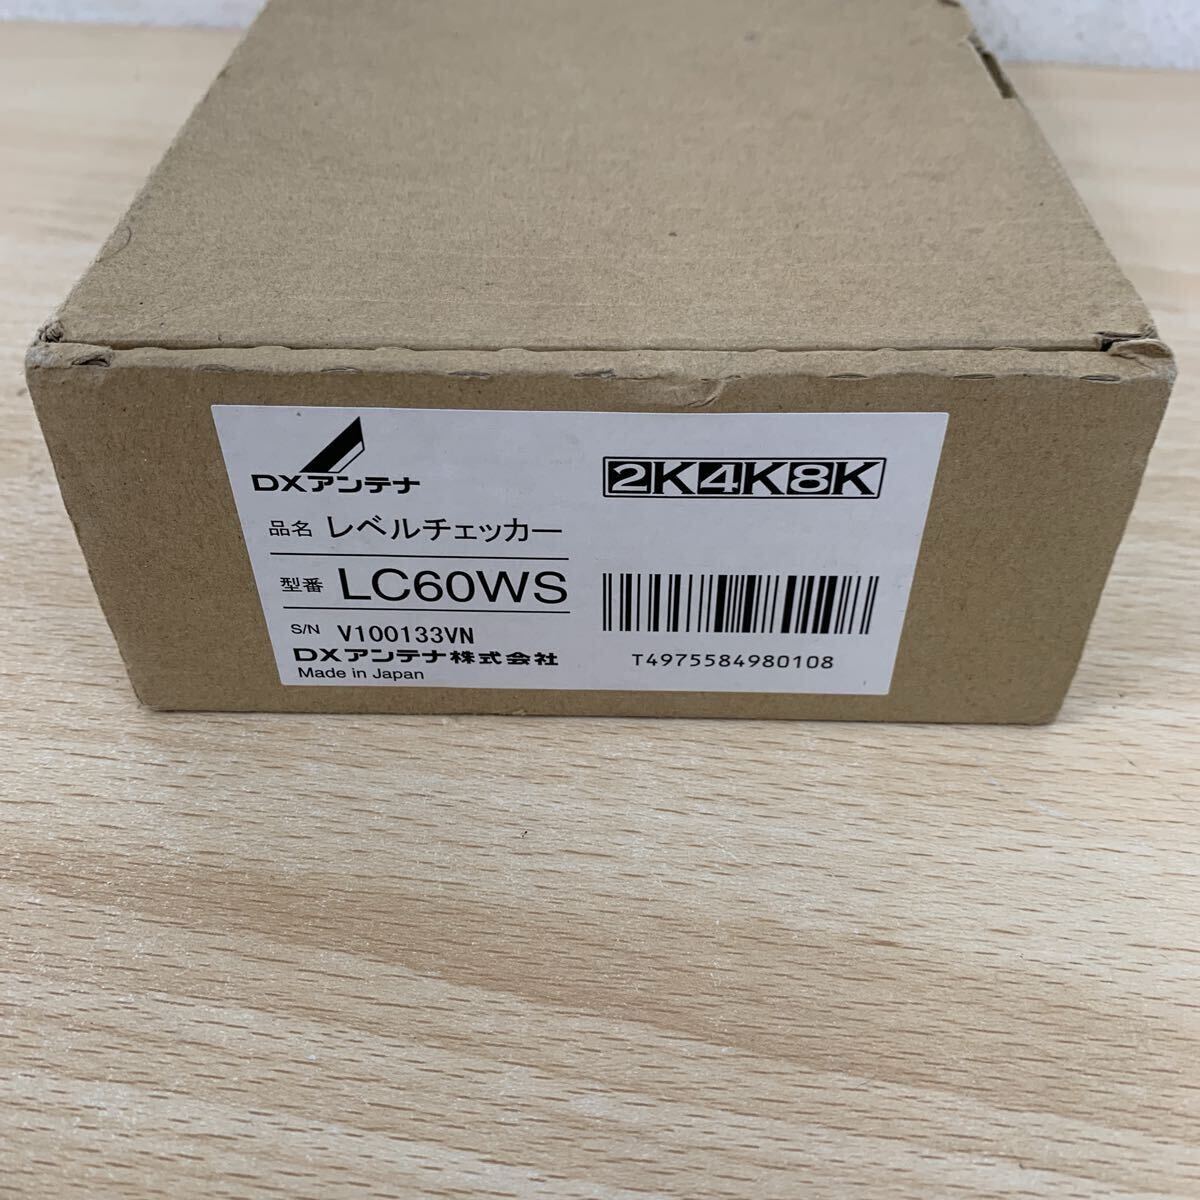 DXアンテナ
2K4K8K
品名 レベルチェッカー
型番 LC60WS
S/N V100133VN
DXアンテナ株式会社
Made in Japan
T4975584980108